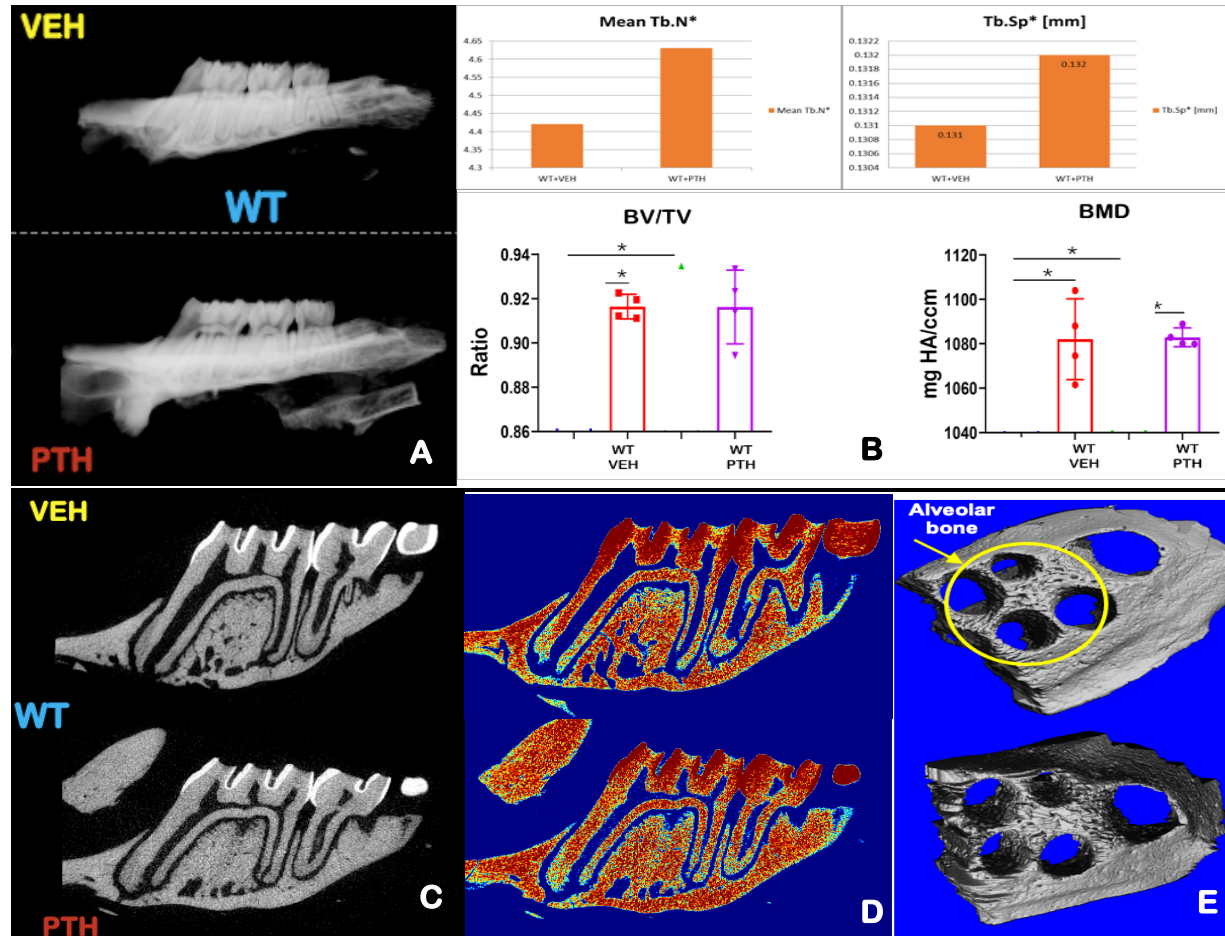 VEH
WT
PTH
A
Mean Tb.N*
4.65
4.6
4.55
4.5
4.45
4.4
4.35
4.3
WT+VEH
WT+PTH
Mean Tb.N*
Tb.Sp* [mm]
0.1322
0.132
0.1318
0.1316
0.1314
0.1312
0.131
0.1308
0.1306
0.1304
0.131
0.132
WT+VEH
WT+PTH
Tb.Sp* [mm]
BV/TV
Ratio
0.94
0.92
0.90
0.88
0.86
*
*
WT
VEH
WT
PTH
B
BMD
mg HA/ccm
1120
1100
1080
1060
1040
*
*
*
WT
VEH
WT
PTH
VEH
WT
PTH
C
D
Alveolar
bone
E